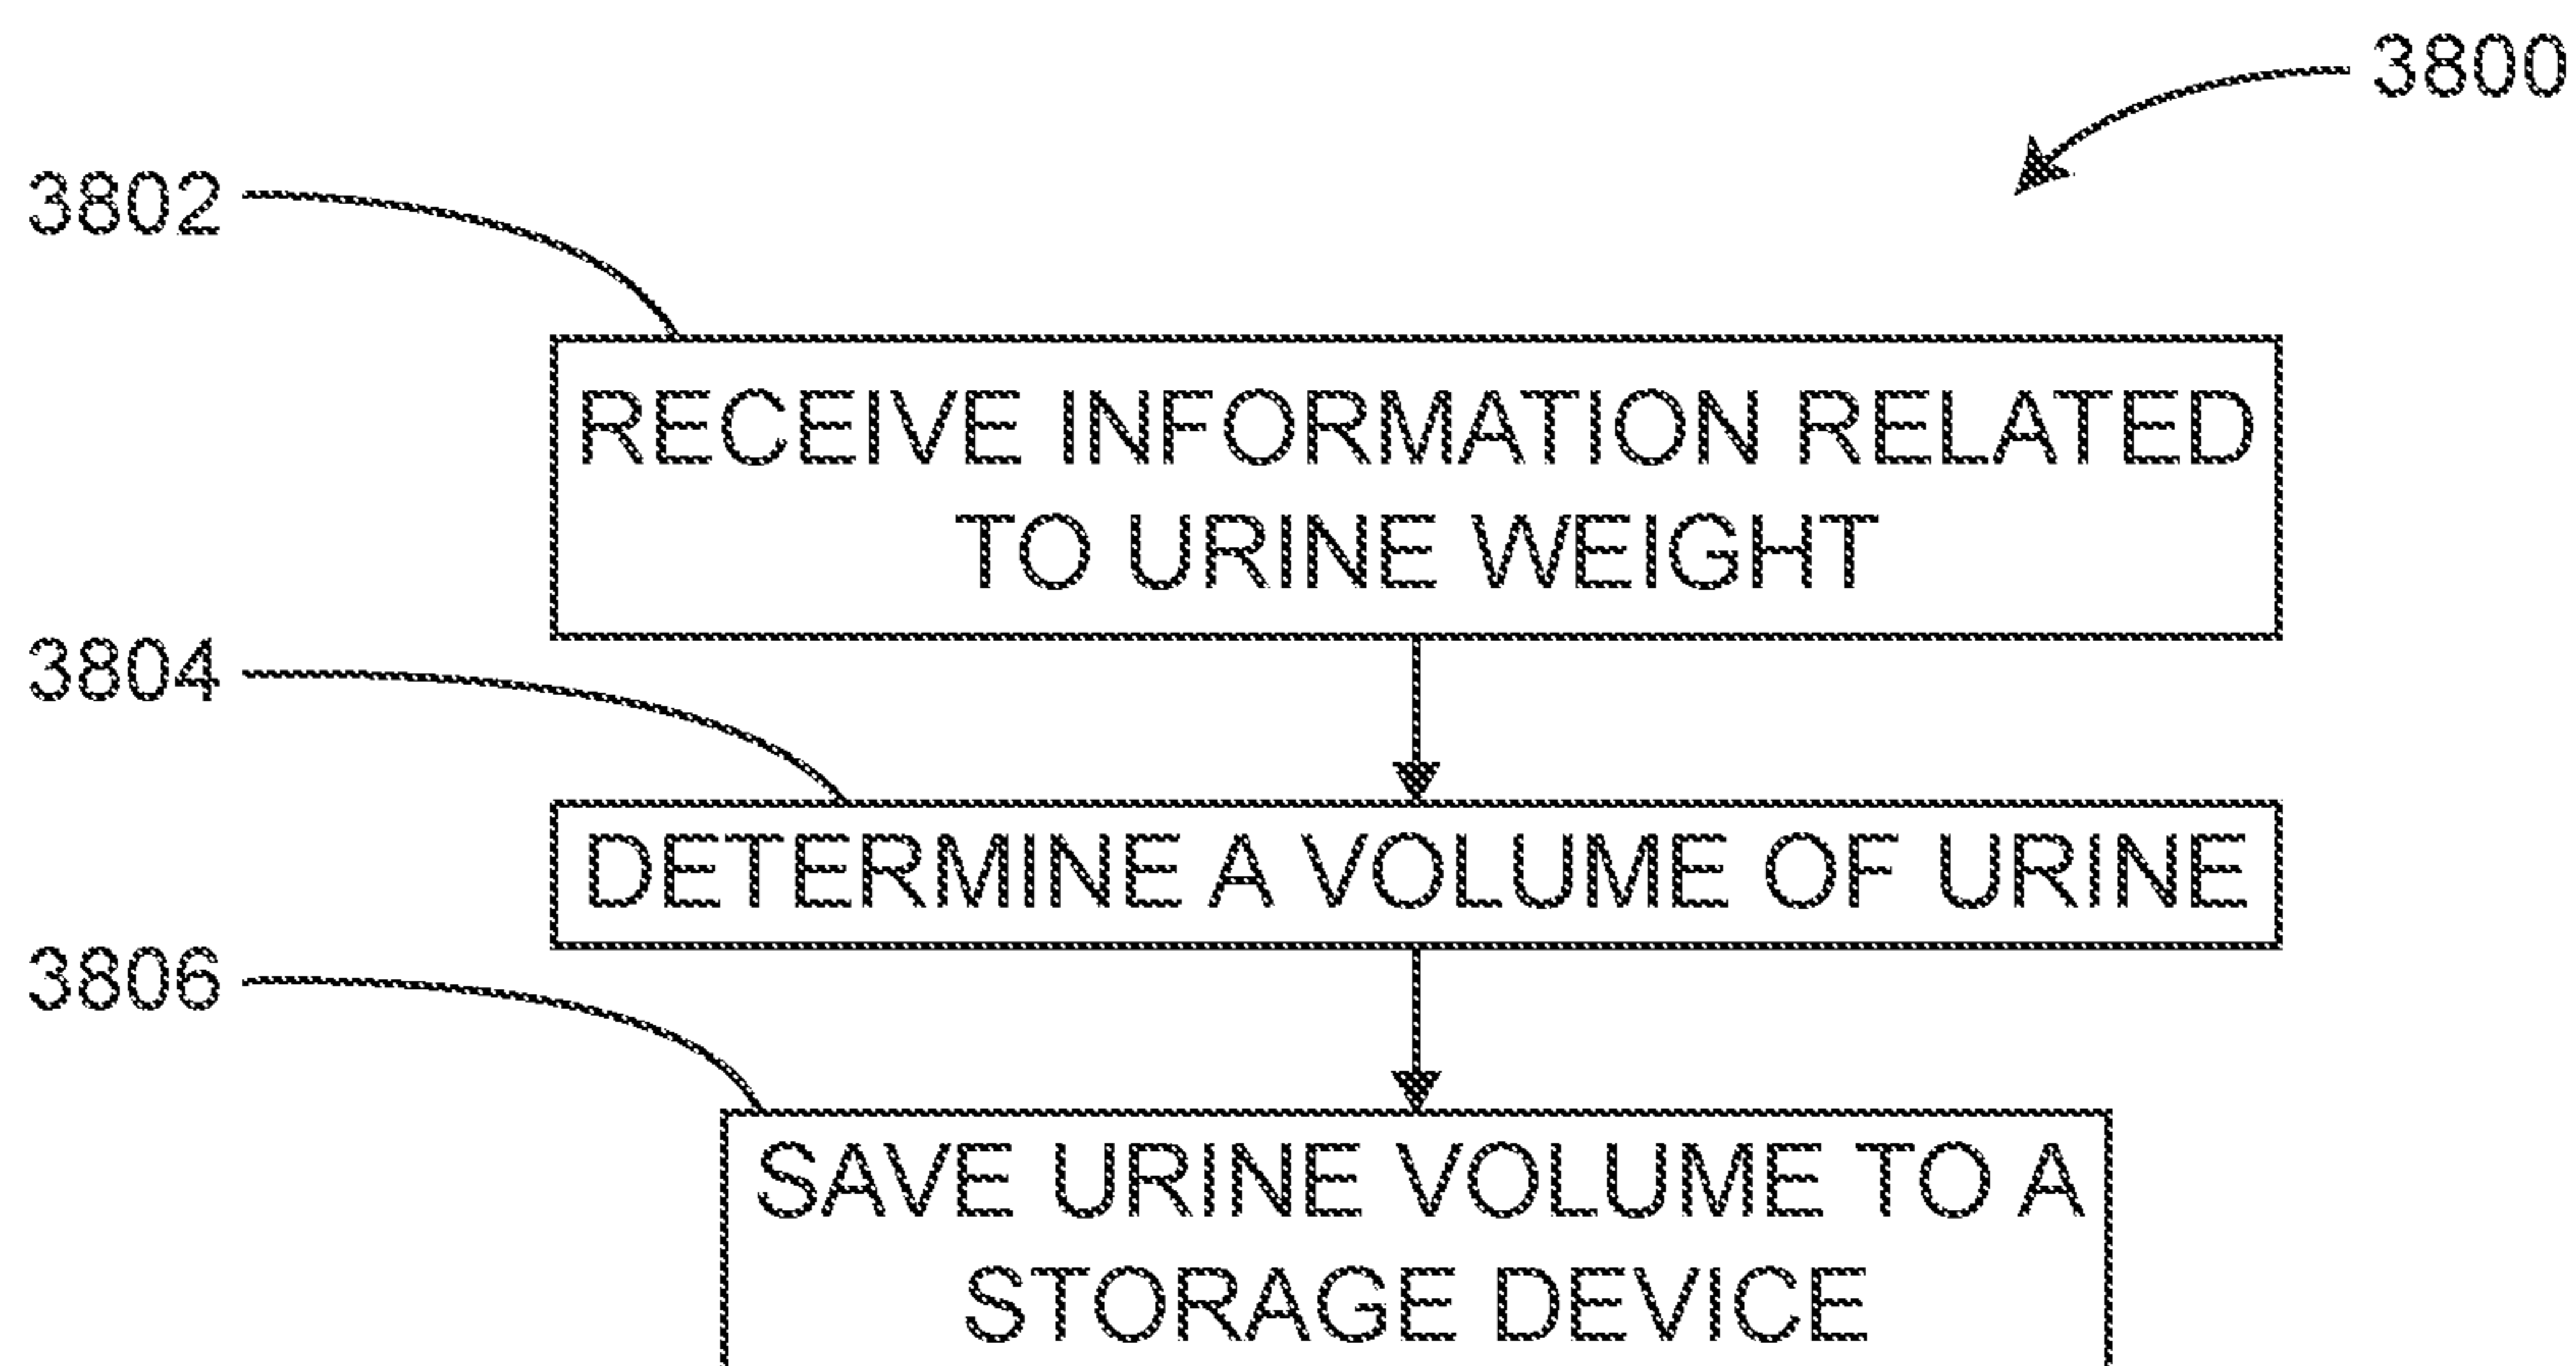 3800
3802
RECEIVE INFORMATION RELATED
TO URINE WEIGHT
3804
DETERMINE A VOLUME OF URINE
3806
SAVE URINE VOLUME TO A
STORAGE DEVICE